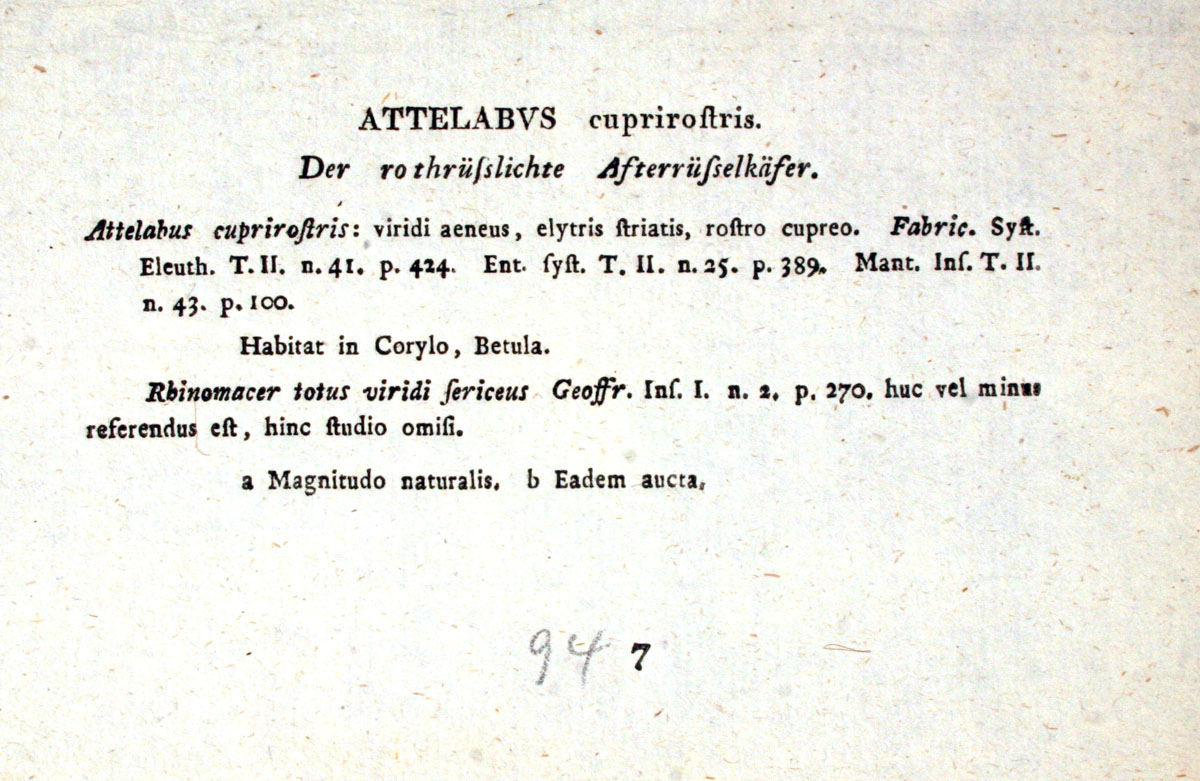 ATTELABVS cupriroſtris.
Der rothrüſslichte Afterrüſselkäfer.
Attelabus cupriroſtris: viridi aeneus, elytris ſtriatis, roſtro cupreo. Fabric. Syſt.
Eleuth. T. II. n. 41. p. 424. Ent. ſyſt. T. II. n. 25. p. 389. Mant. Inſ. T. II.
n. 43. p. 100.
Habitat in Corylo, Betula.
Rhinomacer totus viridi ſericeus Geoffr. Inſ. I. n. 2. p. 270. huc vel minus
referendus eſt, hinc ſtudio omiſi.
a Magnitudo naturalis. b Eadem aucta.
94 7